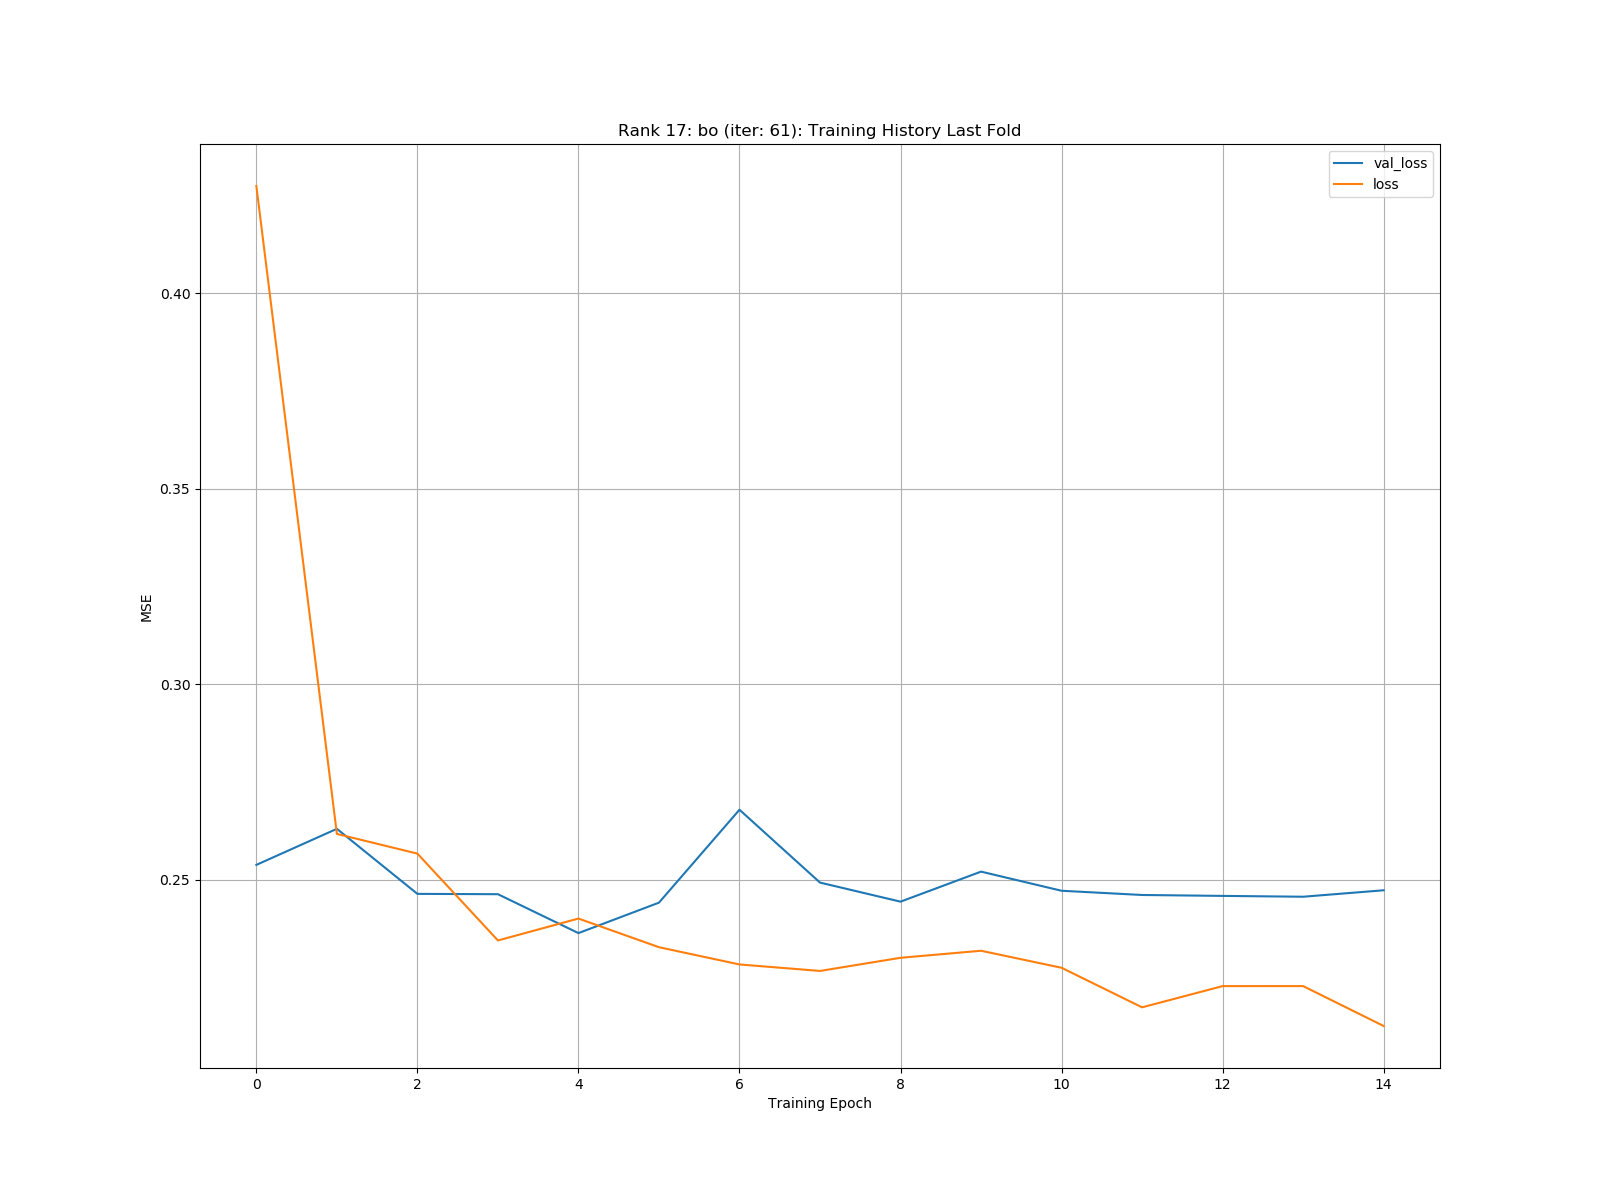 Rank 17: bo (iter: 61): Training History Last Fold
val_loss
loss
0.40
0.35
0.30
0.25
MSE
0
2
4
6
8
10
12
14
Training Epoch